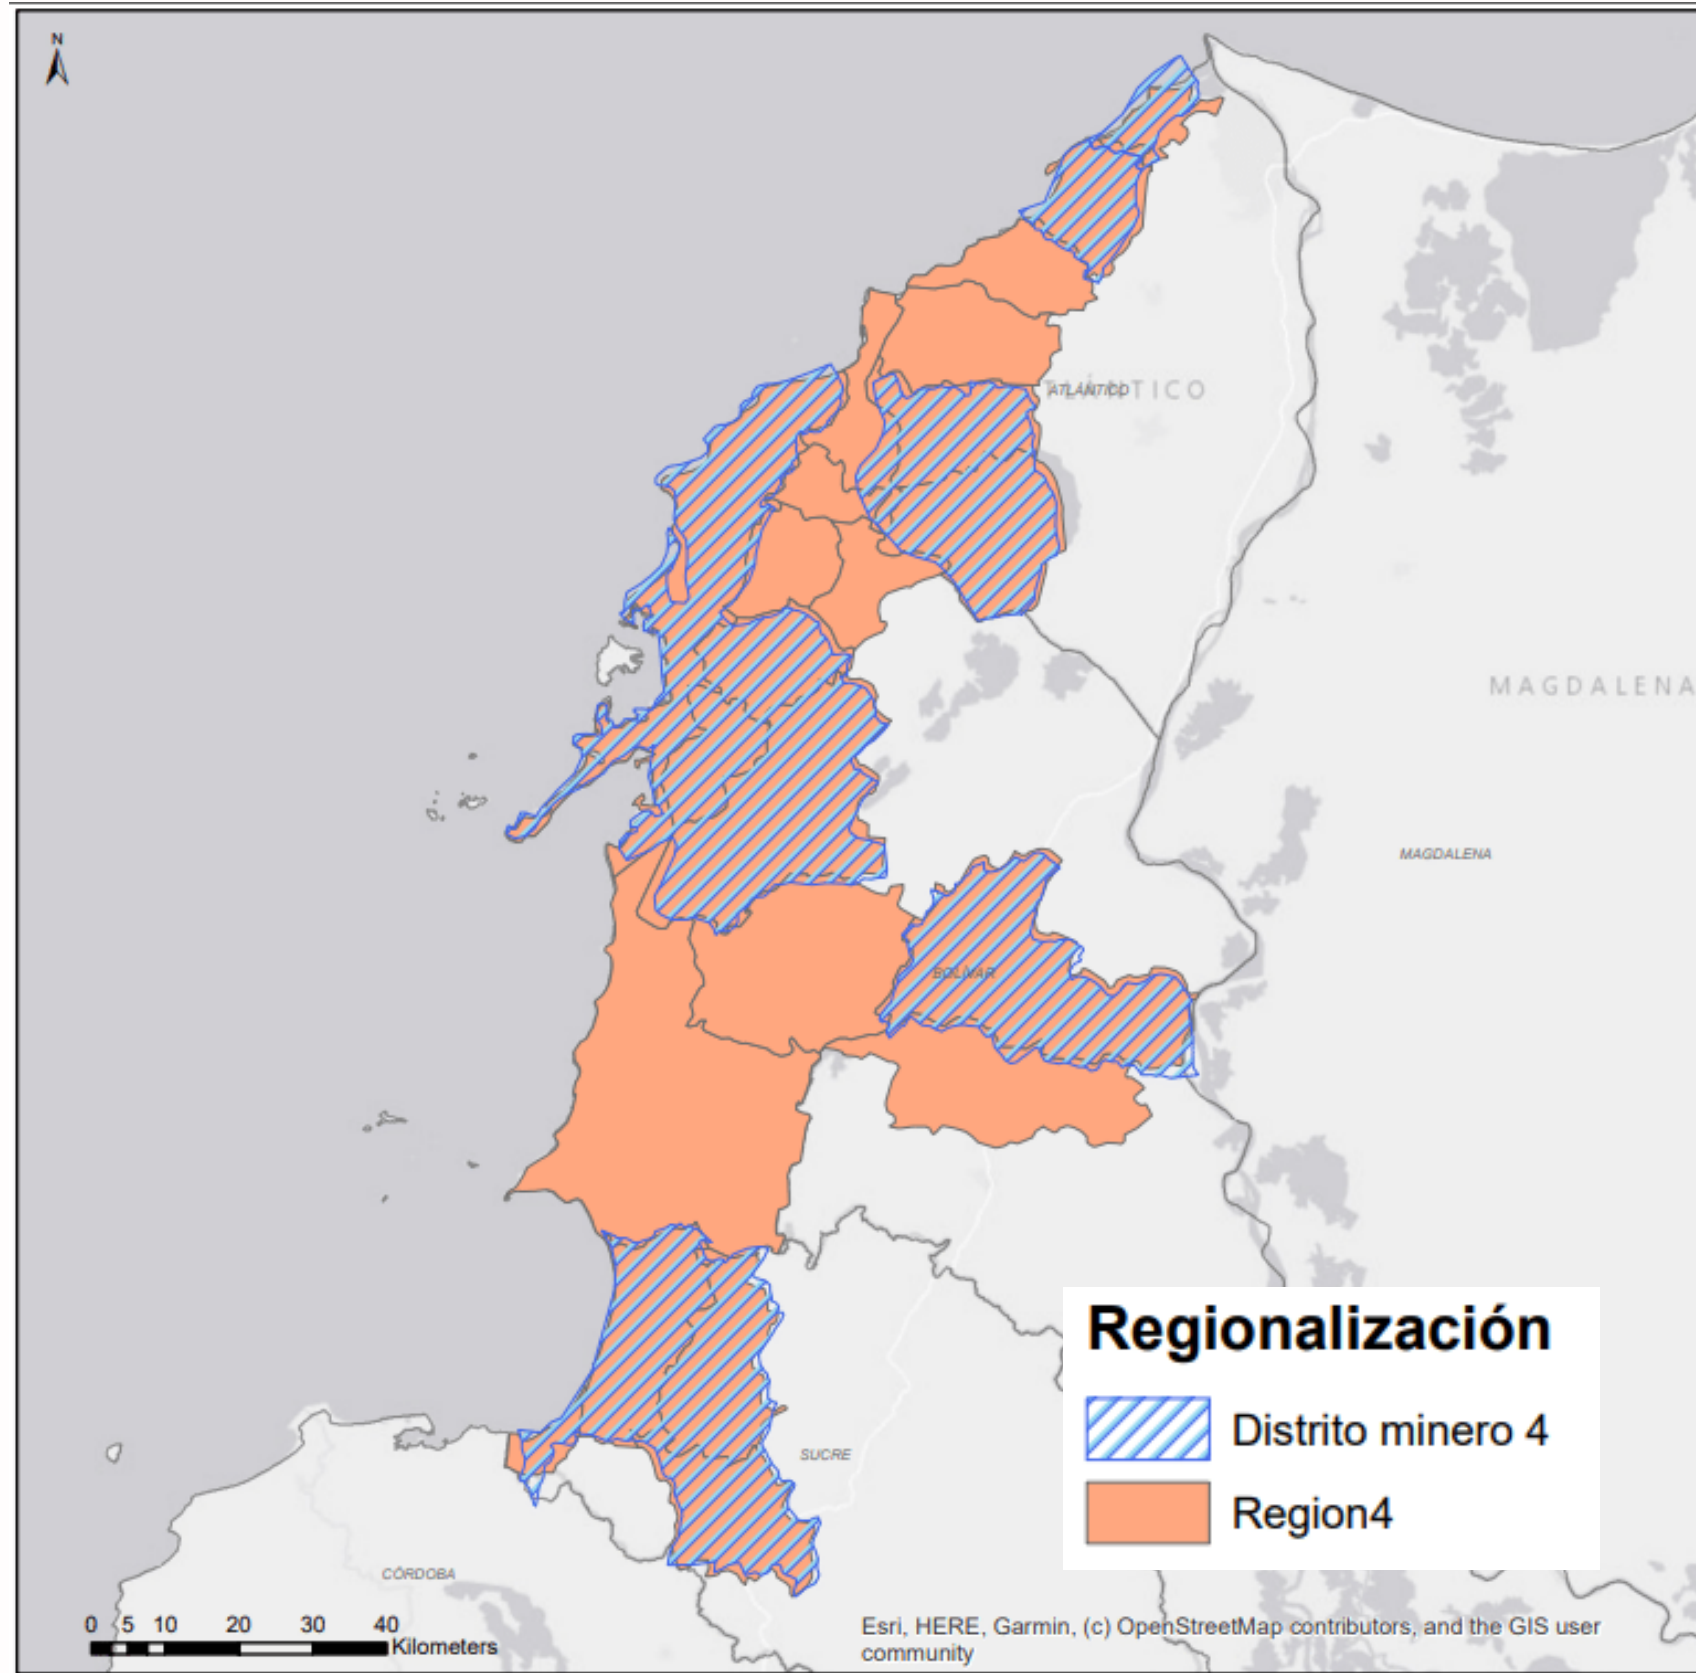 N
TLÁNTICO
ATLÁNTICO
MAGDALENA
MAGDALENA
BOLÍVAR
Regionalización
Distrito minero 4
Region4
SUCRE
CÓRDOBA
0 5 10 20 30 40
Kilometers
Esri, HERE, Garmin, (c) OpenStreetMap contributors, and the GIS user
community